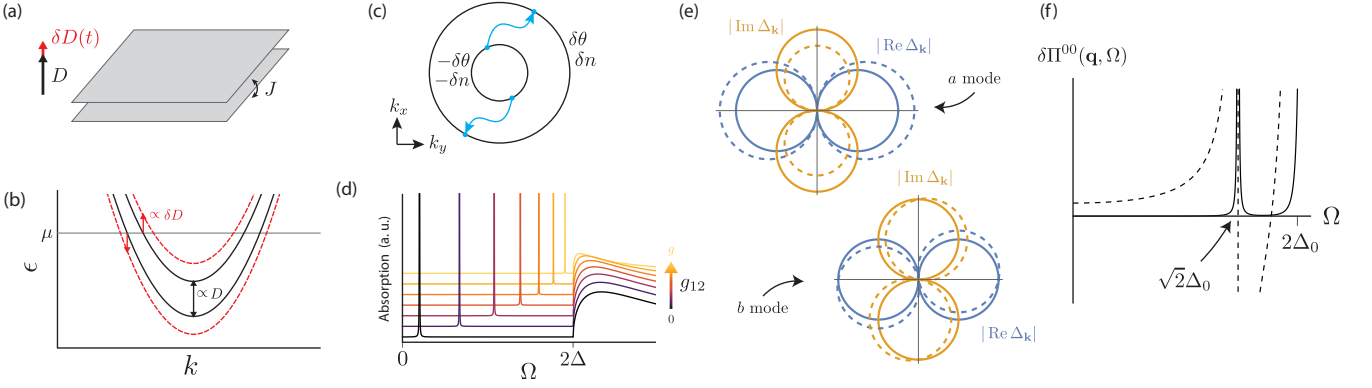 (a)
δD(t)
D
J
(b)
μ
∝ δD
ϵ
∝ D
k
(c)
−δθ
−δn
δθ
δn
k_x
k_y
(d)
Absorption (a. u.)
0
2Δ
Ω
g
g_12
0
(e)
| Im Δ_k|
| Re Δ_k|
a mode
| Im Δ_k|
b mode
| Re Δ_k|
(f)
δΠ^00(q, Ω)
Ω
2Δ_0
√2Δ_0